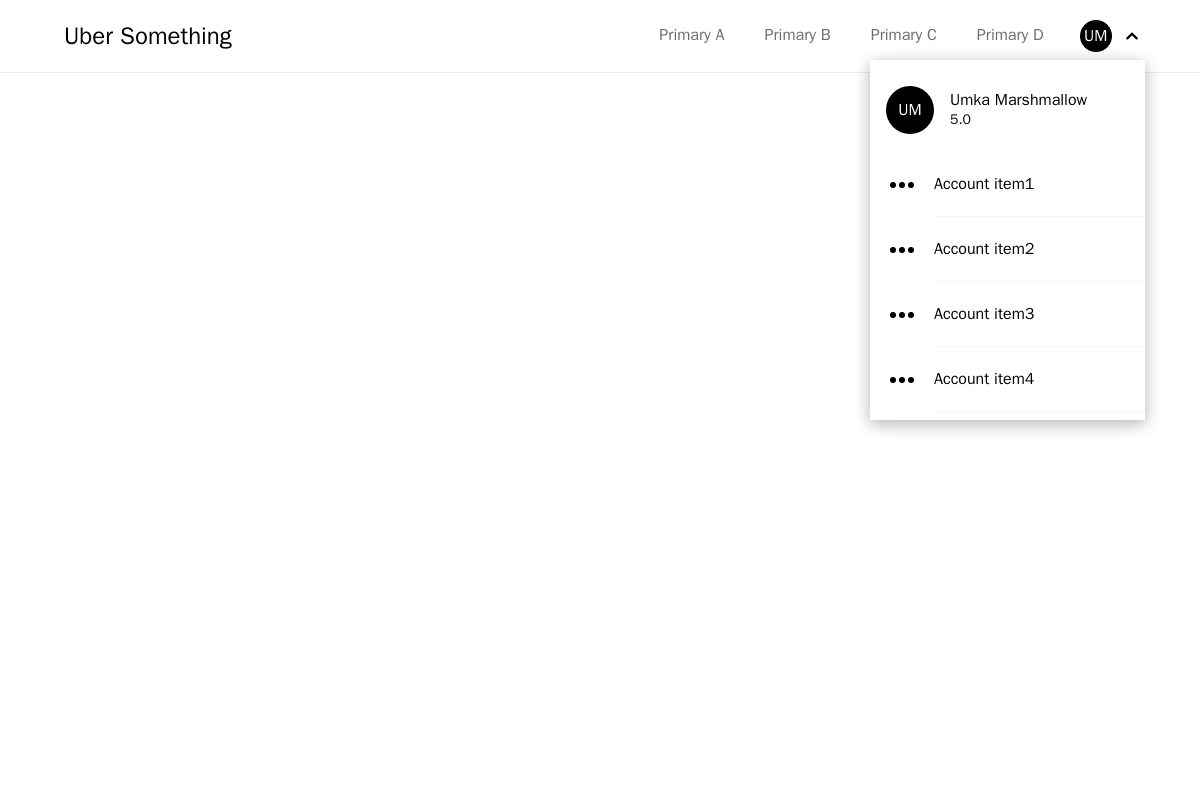 Uber Something
Primary A
Primary B
Primary C
Primary D
UM
UM
Umka Marshmallow
5.0
Account item1
Account item2
Account item3
Account item4